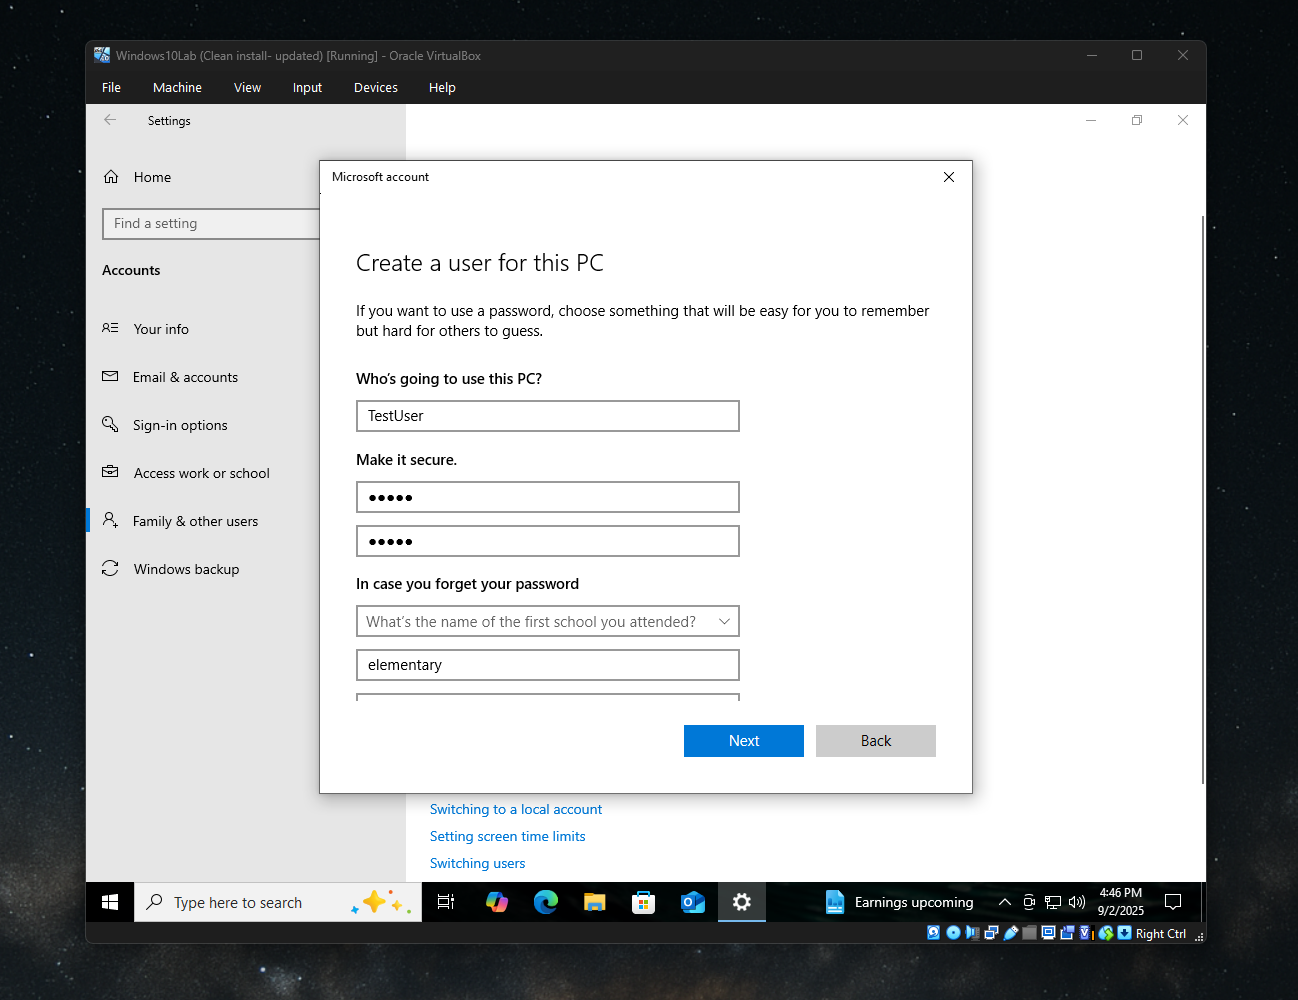 Windows10Lab (Clean install- updated) [Running] - Oracle VirtualBox
File Machine View Input Devices Help
Settings
Home
Find a setting
Accounts
Your info
Email & accounts
Sign-in options
Access work or school
Family & other users
Windows backup
Microsoft account
Create a user for this PC
If you want to use a password, choose something that will be easy for you to remember
but hard for others to guess.
Who's going to use this PC?
TestUser
Make it secure.
●●●●●
●●●●●
In case you forget your password
What's the name of the first school you attended?
elementary
Next
Back
Switching to a local account
Setting screen time limits
Switching users
Type here to search
Earnings upcoming
4:46 PM
9/2/2025
Right Ctrl